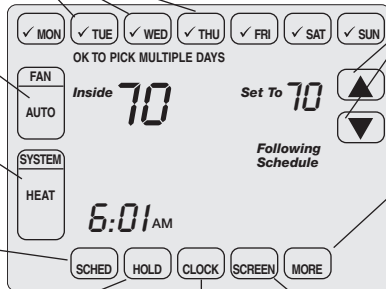 ✓ MON ✓ TUE ✓ WED ✓ THU ✓ FRI ✓ SAT ✓ SUN
OK TO PICK MULTIPLE DAYS
FAN
AUTO
Inside 70
Set To 70
Following
Schedule
SYSTEM
HEAT
6:01 AM
SCHED HOLD CLOCK SCREEN MORE